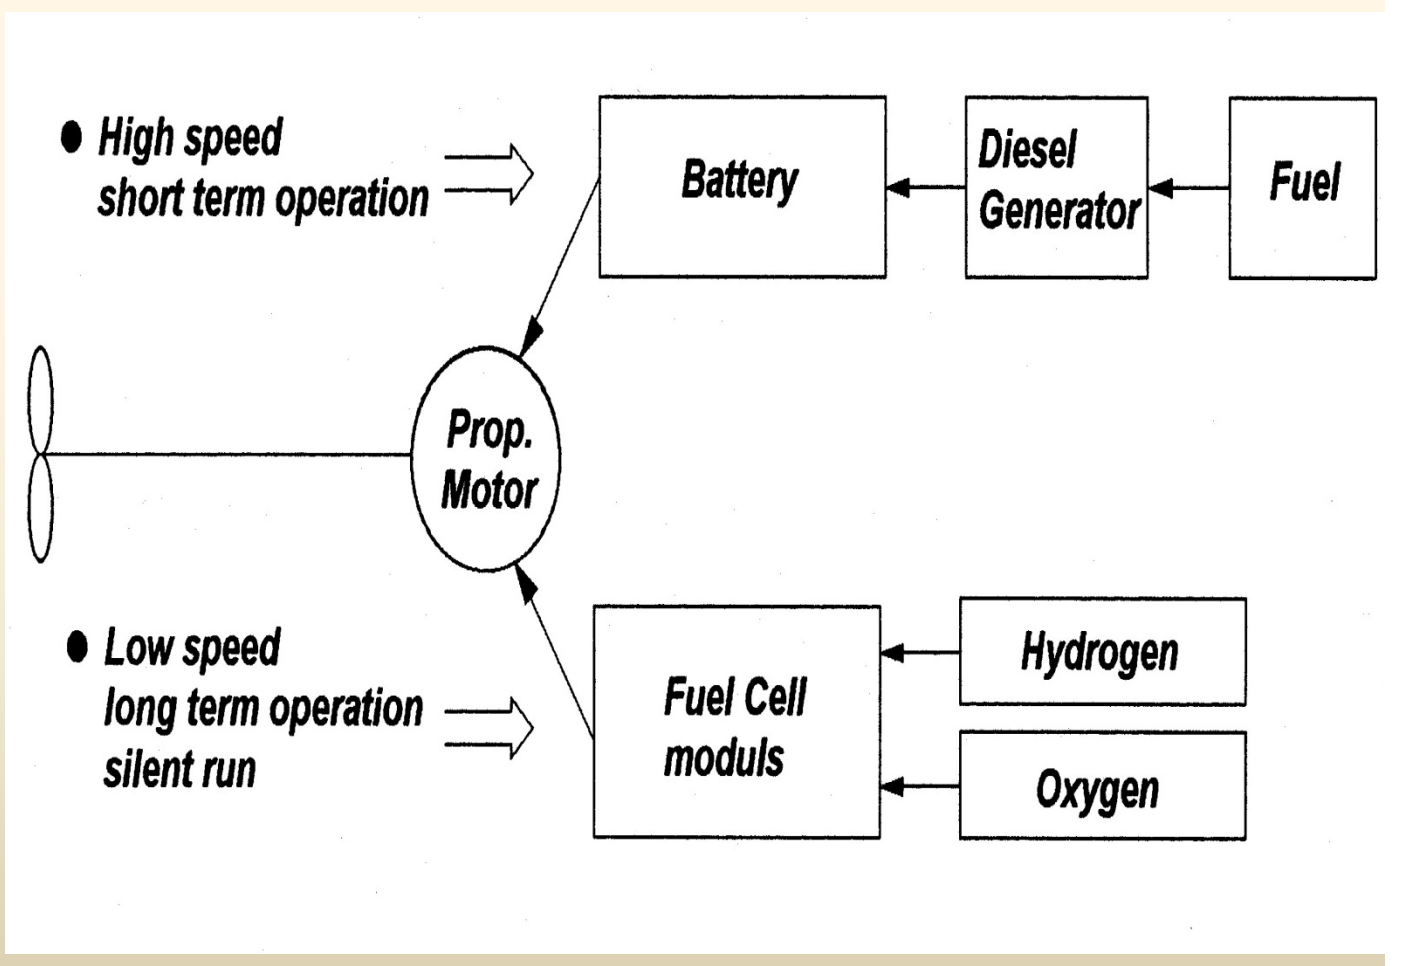 ● High speed
short term operation
Battery
Diesel
Generator
Fuel
Prop.
Motor
● Low speed
long term operation
silent run
Fuel Cell
moduls
Hydrogen
Oxygen